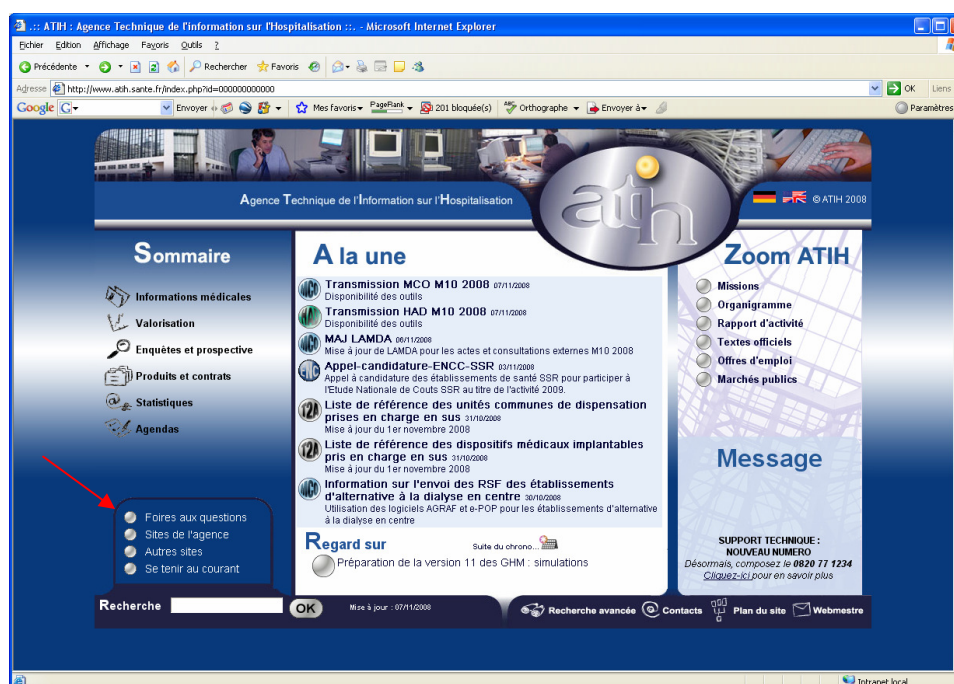 .:: ATIH : Agence Technique de l'Information sur l'Hospitalisation ::. - Microsoft Internet Explorer
Fichier Edition Affichage Favoris Outils ?
Précédente Rechercher Favoris
Adresse http://www.atih.sante.fr/index.php?id=000000000000 OK Liens
Google G Envoyer Mes favoris PageRank 201 bloquée(s) Orthographe Envoyer à Paramètres
atih
Agence Technique de l'Information sur l'Hospitalisation
© ATIH 2008
Sommaire
Informations médicales
Valorisation
Enquêtes et prospective
Produits et contrats
Statistiques
Agendas
Foires aux questions
Sites de l'agence
Autres sites
Se tenir au courant
A la une
MCO Transmission MCO M10 2008 07/11/2008
Disponibilité des outils
HAD Transmission HAD M10 2008 07/11/2008
Disponibilité des outils
MCO MAJ LAMDA 06/11/2008
Mise à jour de LAMDA pour les actes et consultations externes M10 2008
Appel-candidature-ENCC-SSR 03/11/2008
Appel à candidature des établissements de santé SSR pour participer à
l'Etude Nationale de Couts SSR au titre de l'activité 2009.
T2A Liste de référence des unités communes de dispensation
prises en charge en sus 31/10/2008
Mise à jour du 1er novembre 2008
T2A Liste de référence des dispositifs médicaux implantables
pris en charge en sus 31/10/2008
Mise à jour du 1er novembre 2008
MCO Information sur l'envoi des RSF des établissements
d'alternative à la dialyse en centre 30/10/2008
Utilisation des logiciels AGRAF et e-POP pour les établissements d'alternative
à la dialyse en centre
Regard sur Suite du chrono...
Préparation de la version 11 des GHM : simulations
Zoom ATIH
Missions
Organigramme
Rapport d'activité
Textes officiels
Offres d'emploi
Marchés publics
Message
SUPPORT TECHNIQUE :
NOUVEAU NUMERO
Désormais, composez le 0820 77 1234
Cliquez-ici pour en savoir plus
Recherche OK Mise à jour : 07/11/2008 Recherche avancée Contacts Plan du site Webmestre
Intranet local